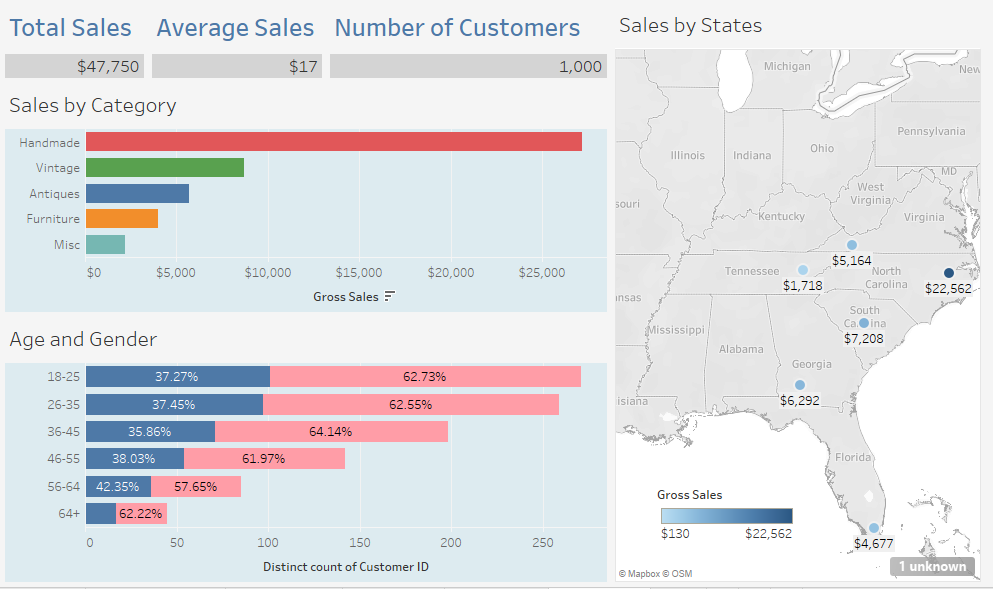 Total Sales
Average Sales
Number of Customers
$47,750
$17
1,000
Sales by Category
Handmade
Vintage
Antiques
Furniture
Misc
$0
$5,000
$10,000
$15,000
$20,000
$25,000
Gross Sales
Age and Gender
18-25
37.27%
62.73%
26-35
37.45%
62.55%
36-45
35.86%
64.14%
46-55
38.03%
61.97%
56-64
42.35%
57.65%
64+
62.22%
0
50
100
150
200
250
Distinct count of Customer ID
Sales by States
Michigan
New
Pennsylvania
Illinois
Indiana
Ohio
MD
souri
West
Virginia
Kentucky
Virginia
$5,164
Tennessee
North
Carolina
$1,718
$22,562
nsas
South
Carolina
$7,208
Mississippi
Alabama
Georgia
$6,292
isiana
Florida
$4,677
Gross Sales
$130
$22,562
1 unknown
© Mapbox © OSM